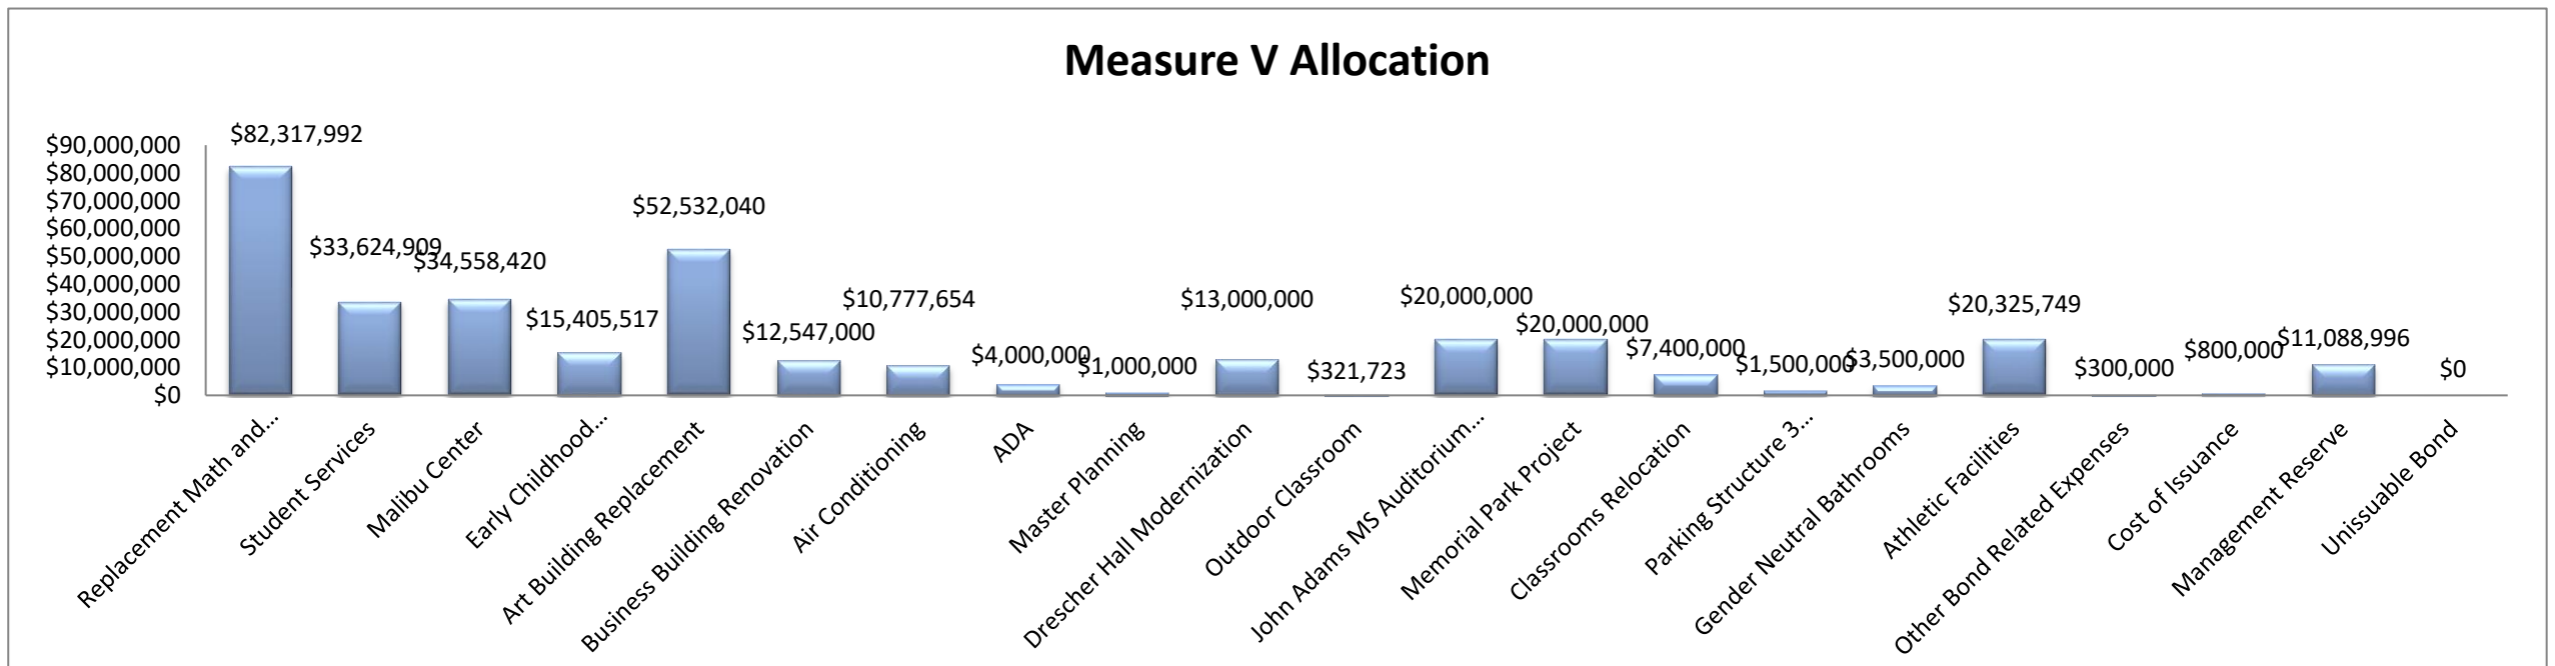 Measure V Allocation
$90,000,000
$80,000,000
$70,000,000
$60,000,000
$50,000,000
$40,000,000
$30,000,000
$20,000,000
$10,000,000
$0
$82,317,992
$33,624,909
$34,558,420
$15,405,517
$52,532,040
$12,547,000
$10,777,654
$4,000,000
$1,000,000
$13,000,000
$321,723
$20,000,000
$20,000,000
$7,400,000
$1,500,000
$3,500,000
$20,325,749
$300,000
$800,000
$11,088,996
$0
Replacement Math and...
Student Services
Malibu Center
Early Childhood...
Art Building Replacement
Business Building Renovation
Air Conditioning
ADA
Master Planning
Drescher Hall Modernization
Outdoor Classroom
John Adams MS Auditorium...
Memorial Park Project
Classrooms Relocation
Parking Structure 3...
Gender Neutral Bathrooms
Athletic Facilities
Other Bond Related Expenses
Cost of Issuance
Management Reserve
Unissuable Bond